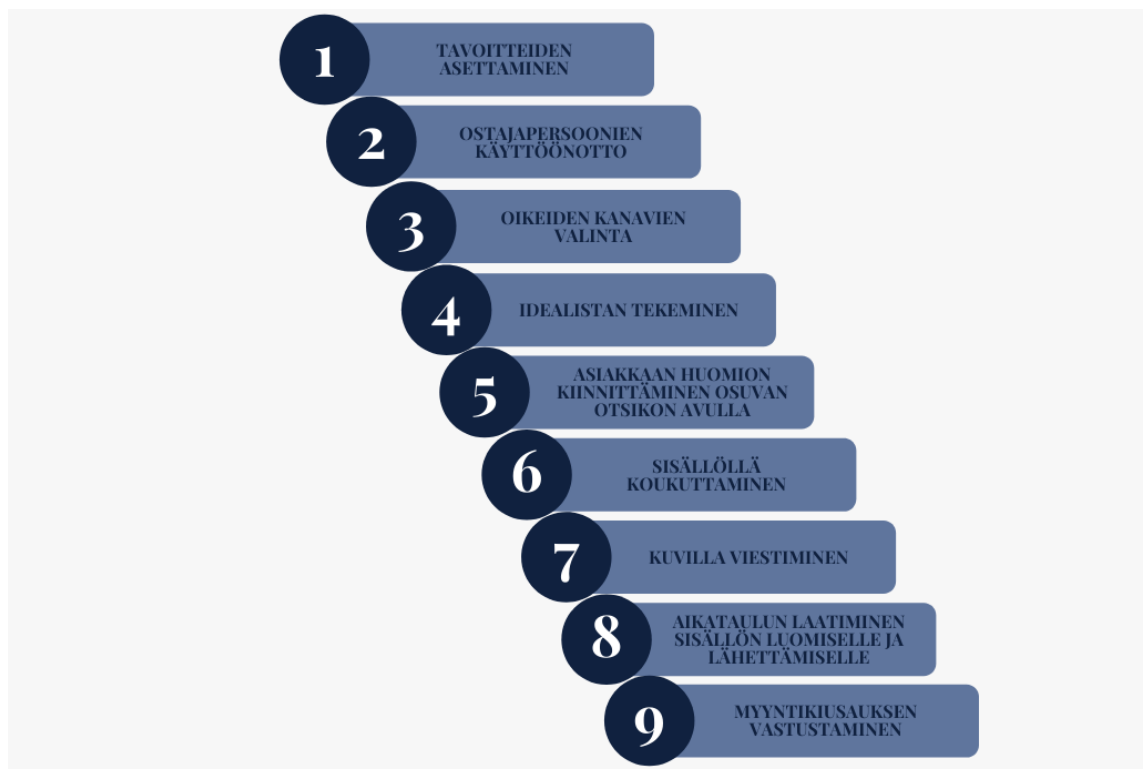 1
TAVOITTEIDEN
ASETTAMINEN
2
OSTAJAPERSOONIEN
KÄYTTÖÖNOTTO
3
OIKEIDEN KANAVIEN
VALINTA
4
IDEALISTAN TEKEMINEN
5
ASIAKKAAN HUOMION
KIINNITTÄMINEN OSUVAN
OTSIKON AVULLA
6
SISÄLLÖLLÄ
KOUKUTTAMINEN
7
KUVILLA VIESTIMINEN
8
AIKATAULUN LAATIMINEN
SISÄLLÖN LUOMISELLE JA
LÄHETTÄMISELLE
9
MYYNTIKIUSAUKSEN
VASTUSTAMINEN